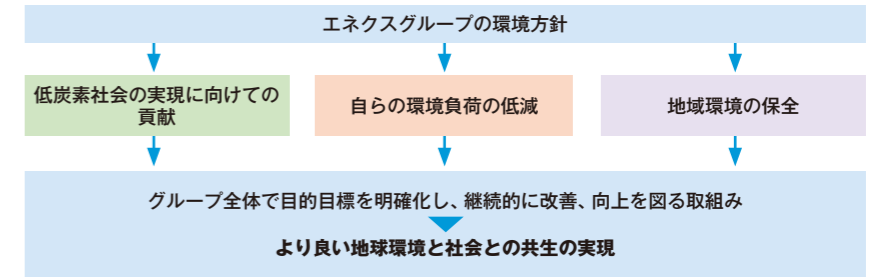 エネクスグループの環境方針
低炭素社会の実現に向けての
貢献
自らの環境負荷の低減
地域環境の保全
グループ全体で目的目標を明確化し、継続的に改善、向上を図る取組み
より良い地球環境と社会との共生の実現